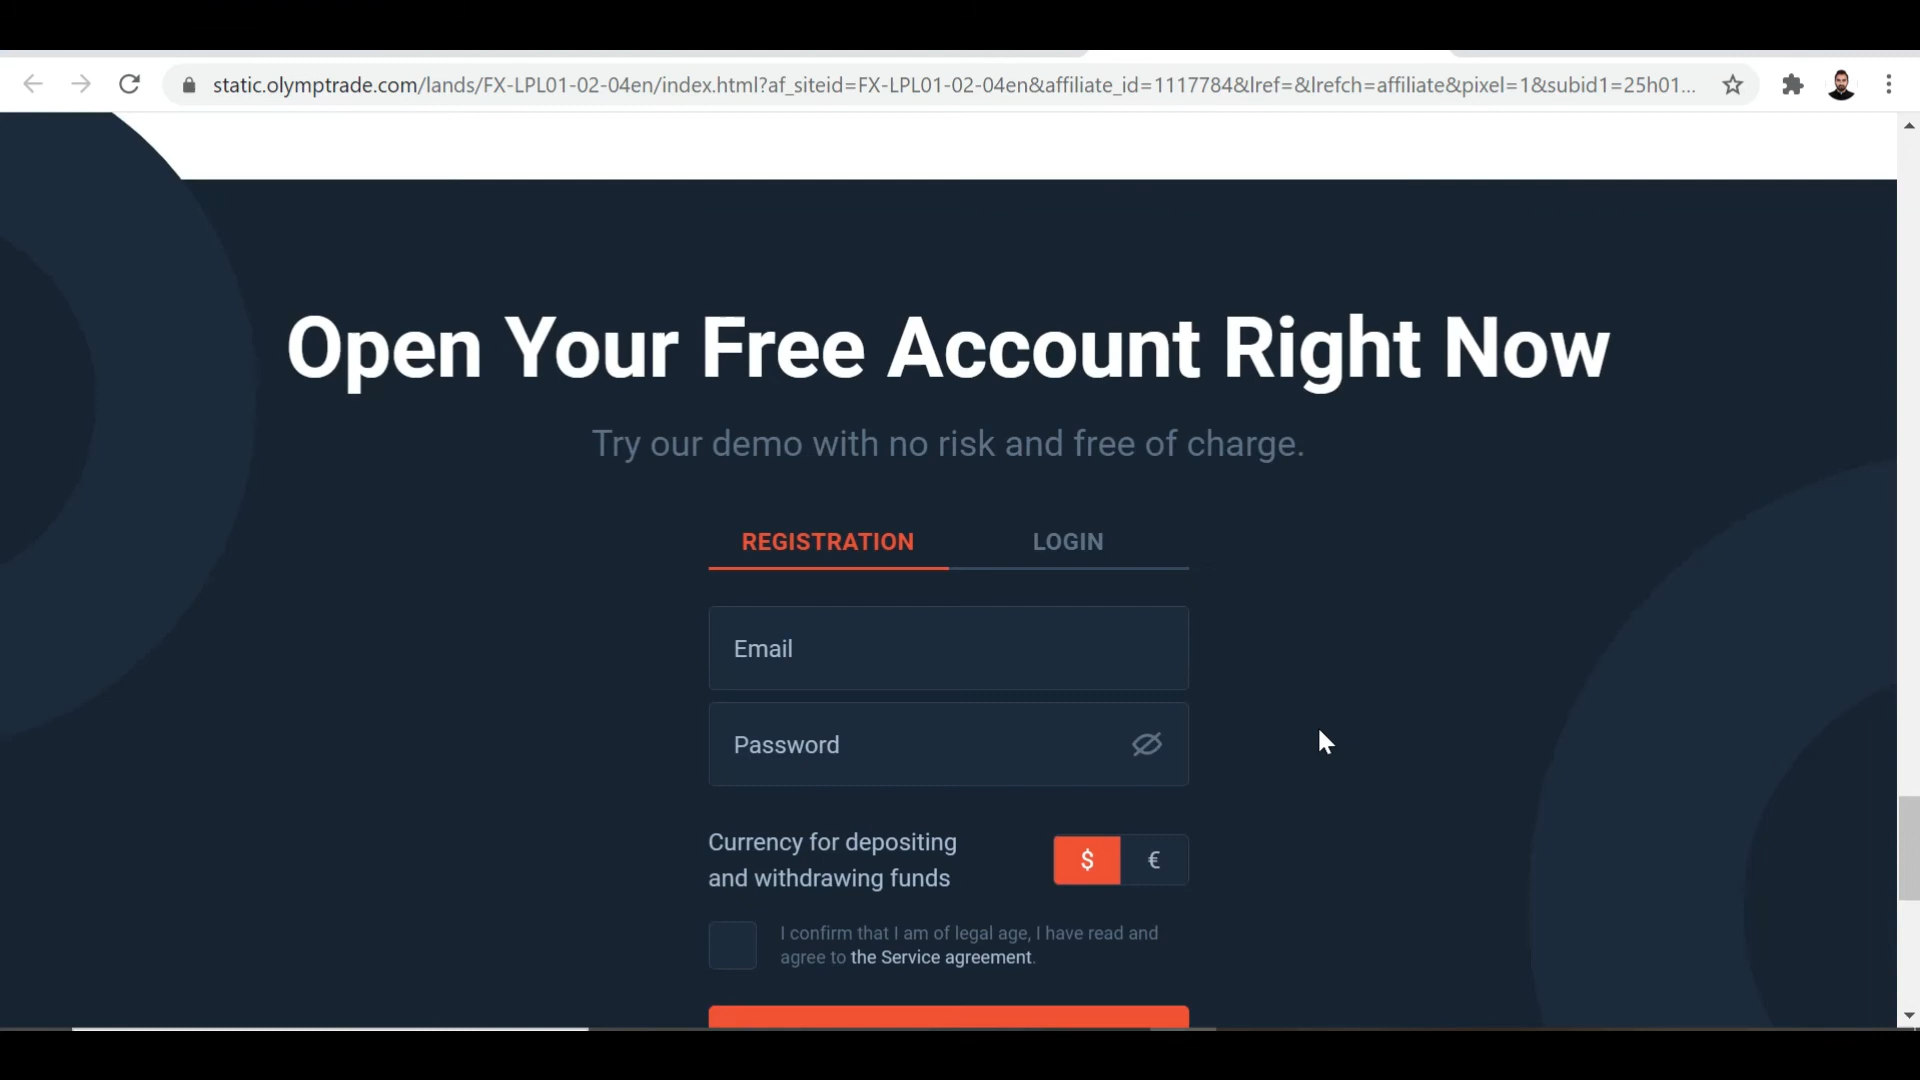 static.olymptrade.com/lands/FX-LPL01-02-04en/index.html?af_siteid=FX-LPL01-02-04en&affiliate_id=1117784&lref=&lrefch=affiliate&pixel=1&subid1=25h01...
Open Your Free Account Right Now
Try our demo with no risk and free of charge.
REGISTRATION LOGIN
Email
Password
Currency for depositing
and withdrawing funds
$ €
I confirm that I am of legal age, I have read and
agree to the Service agreement.